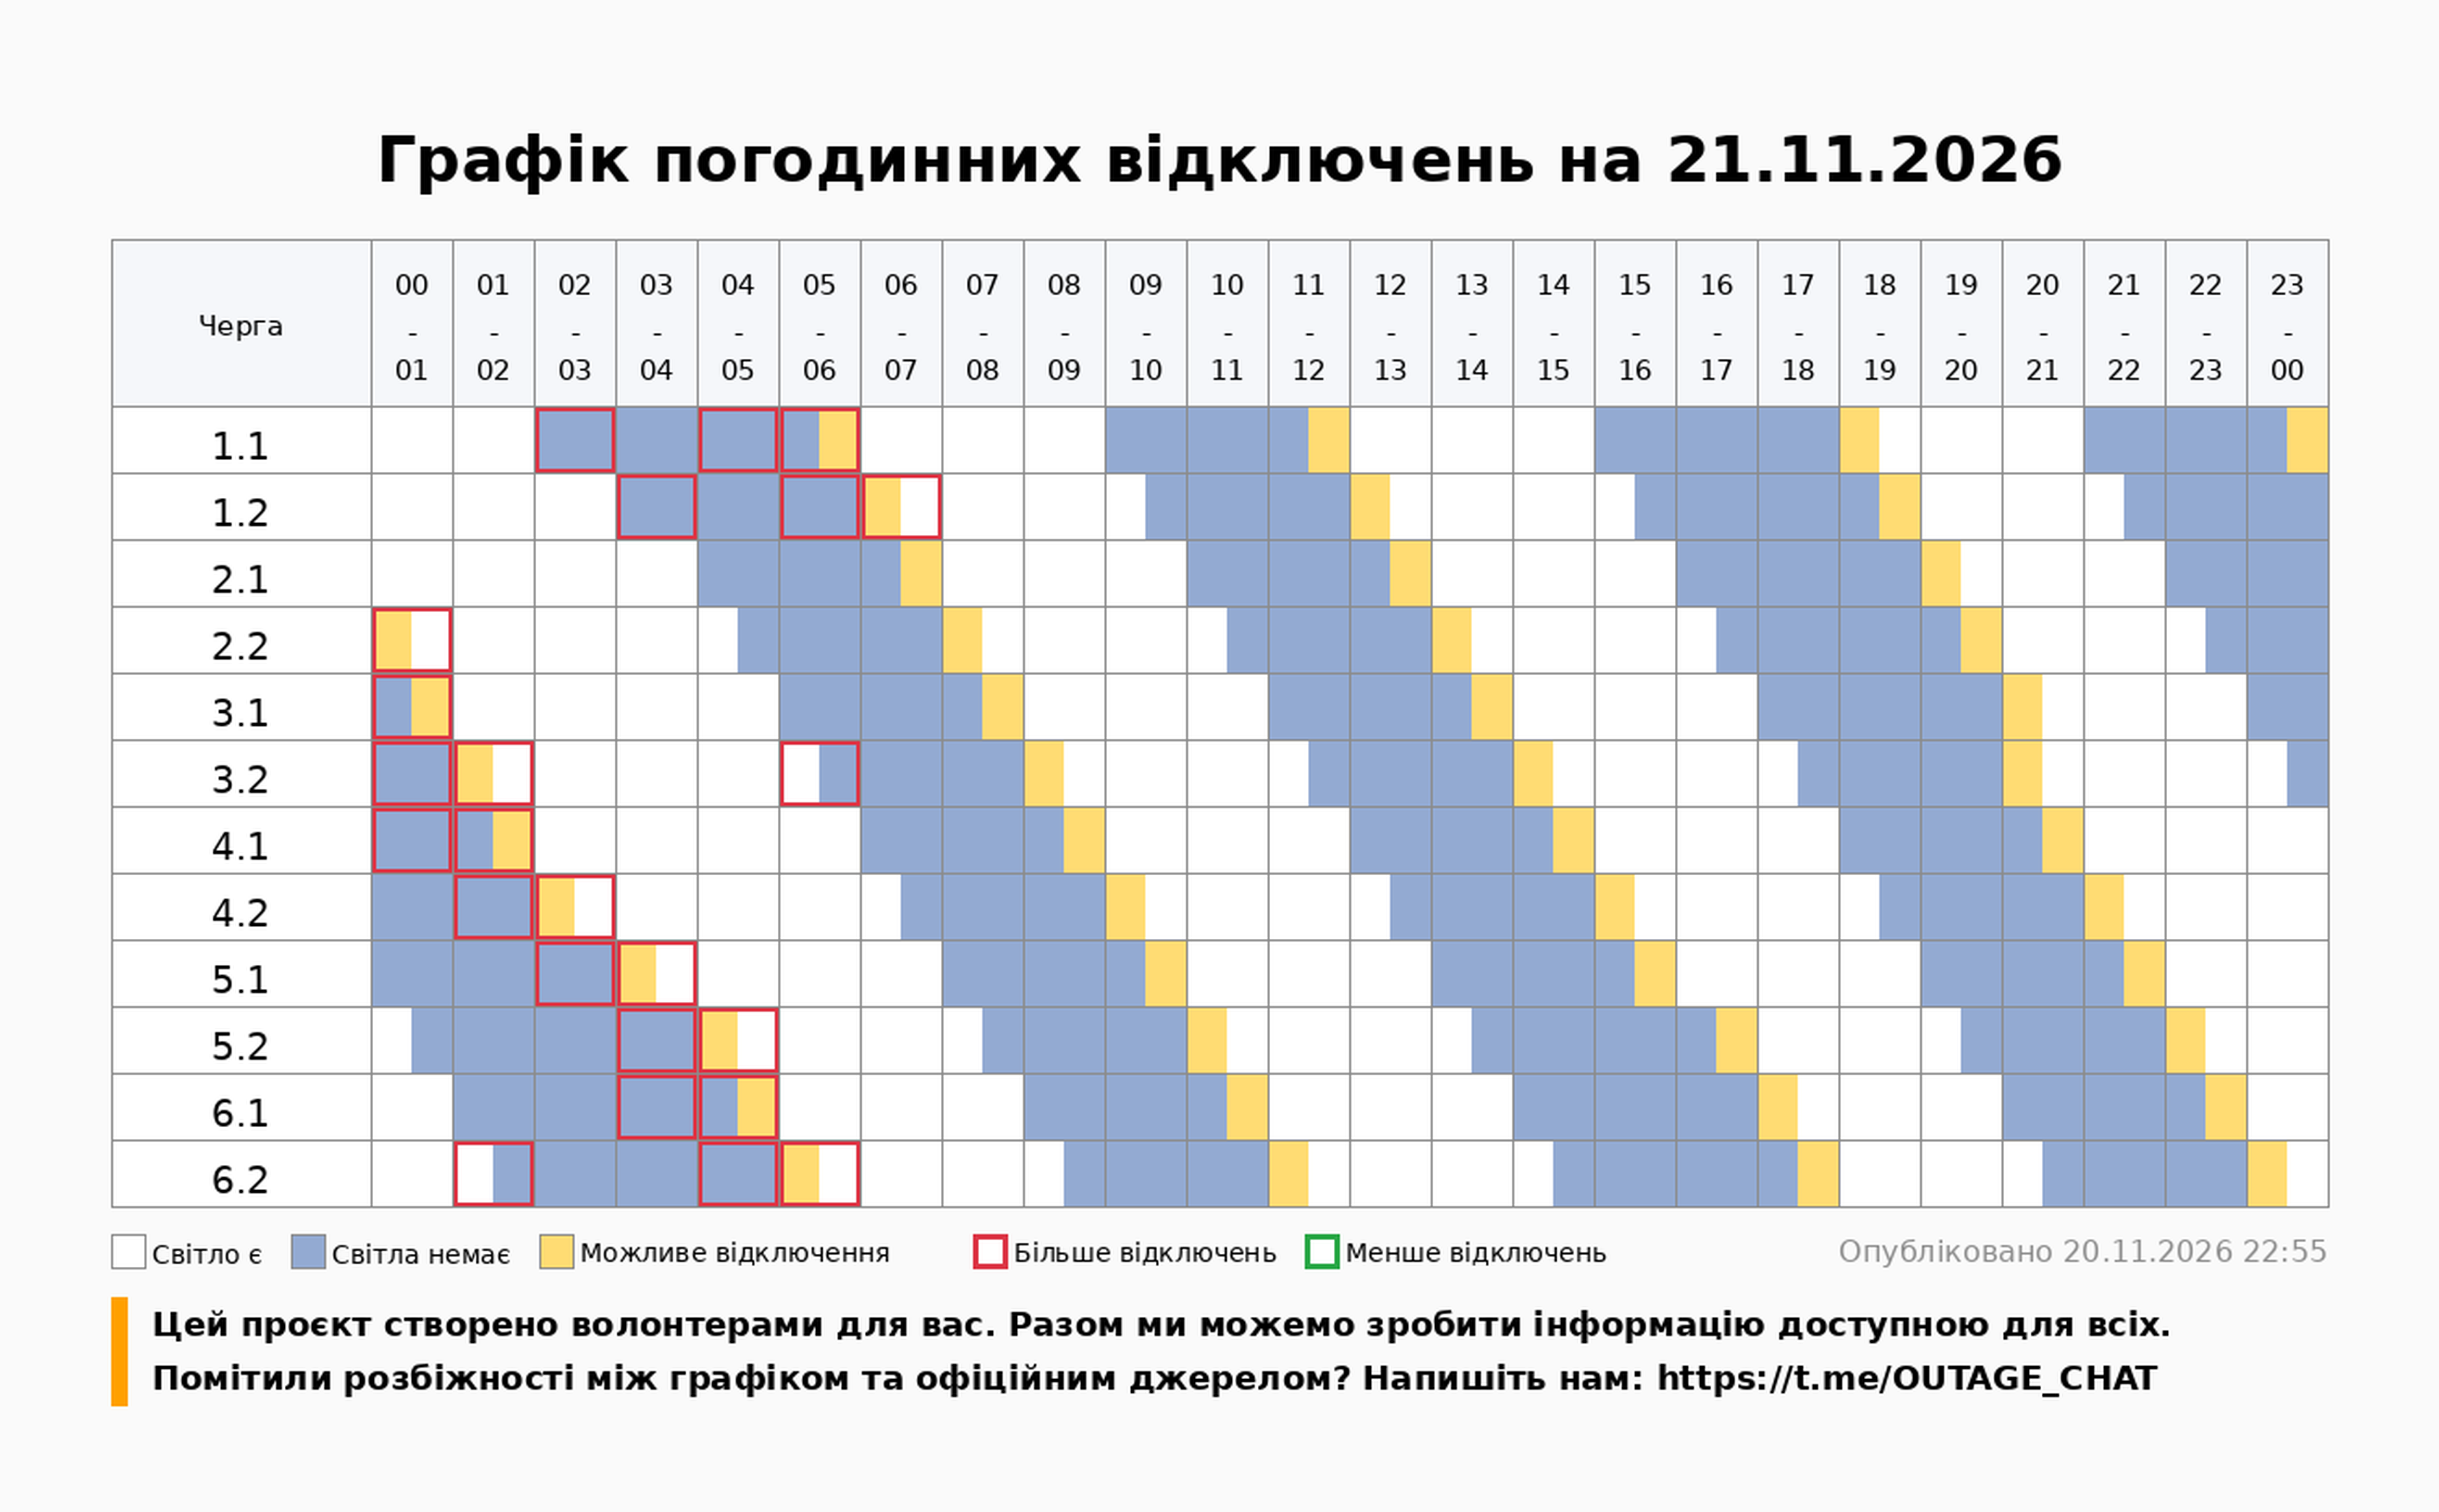 Графік погодинних відключень на 21.11.2026
Черга 00 - 01 01 - 02 02 - 03 03 - 04 04 - 05 05 - 06 06 - 07 07 - 08 08 - 09 09 - 10 10 - 11 11 - 12 12 - 13 13 - 14 14 - 15 15 - 16 16 - 17 17 - 18 18 - 19 19 - 20 20 - 21 21 - 22 22 - 23 23 - 00
1.1
1.2
2.1
2.2
3.1
3.2
4.1
4.2
5.1
5.2
6.1
6.2
Світло є Світла немає Можливе відключення Більше відключень Менше відключень Опубліковано 20.11.2026 22:55
Цей проєкт створено волонтерами для вас. Разом ми можемо зробити інформацію доступною для всіх.
Помітили розбіжності між графіком та офіційним джерелом? Напишіть нам: https://t.me/OUTAGE_CHAT